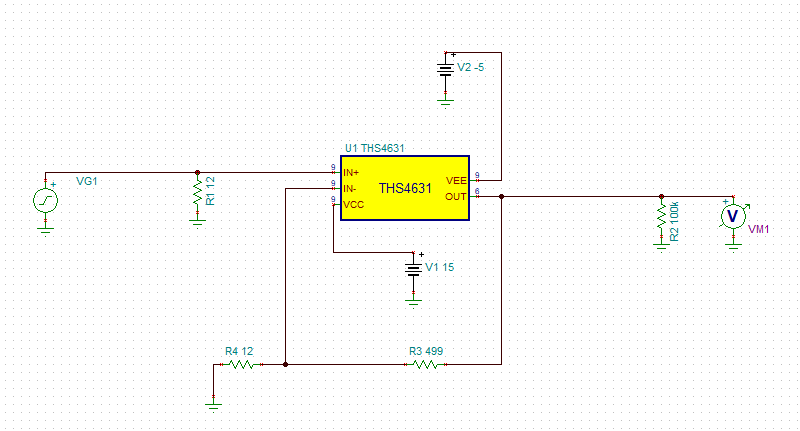 V2 -5
U1 THS4631
VG1
R1 12
9 IN+
9 IN-
9 VCC
THS4631
VEE 9
OUT 6
+
+
V
VM1
R2 100k
+
V1 15
R4 12
R3 499
+